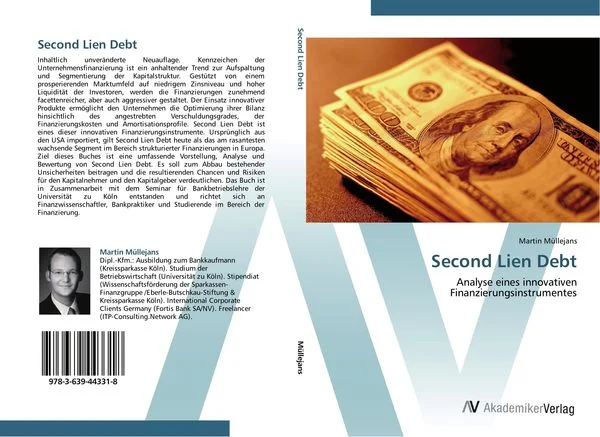 Second Lien Debt
Inhaltlich unveränderte Neuauflage. Kennzeichen der
Unternehmensfinanzierung ist ein anhaltender Trend zur Aufspaltung
und Segmentierung der Kapitalstruktur. Gestützt von einem
prosperierenden Marktumfeld auf niedrigem Zinsniveau und hoher
Liquidität der Investoren, werden die Finanzierungen zunehmend
facettenreicher, aber auch aggressiver gestaltet. Der Einsatz innovativer
Produkte ermöglicht den Unternehmen die Optimierung ihrer Bilanz
hinsichtlich des angestrebten Verschuldungsgrades, der
Finanzierungskosten und Amortisationsprofile. Second Lien Debt ist
eines dieser innovativen Finanzierungsinstrumente. Ursprünglich aus
den USA importiert, gilt Second Lien Debt heute als das am rasantesten
wachsende Segment im Bereich strukturierter Finanzierungen in Europa.
Ziel dieses Buches ist eine umfassende Vorstellung, Analyse und
Bewertung von Second Lien Debt. Es soll zum Abbau bestehender
Unsicherheiten beitragen und die resultierenden Chancen und Risiken
für den Kapitalnehmer und den Kapitalgeber verdeutlichen. Das Buch ist
in Zusammenarbeit mit dem Seminar für Bankbetriebslehre der
Universität zu Köln entstanden und richtet sich an
Finanzwissenschaftler, Bankpraktiker und Studierende im Bereich der
Finanzierung.
Martin Müllejans
Dipl.-Kfm.: Ausbildung zum Bankkaufmann
(Kreissparkasse Köln). Studium der
Betriebswirtschaft (Universität zu Köln). Stipendiat
(Wissenschaftsförderung der Sparkassen-
Finanzgruppe /Eberle-Butschkau-Stiftung &
Kreissparkasse Köln). International Corporate
Clients Germany (Fortis Bank SA/NV). Freelancer
(ITP-Consulting.Network AG).
978-3-639-44331-8
Second Lien Debt
Müllejans
Martin Müllejans
Second Lien Debt
Analyse eines innovativen
Finanzierungsinstrumentes
AV AkademikerVerlag